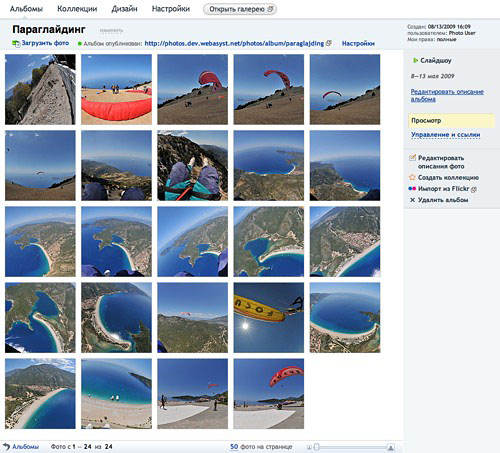 Альбомы Коллекции Дизайн Настройки Открыть галерею
Параглайдинг изменить
Загрузить фото Альбом опубликован: http://photos.dev.webasyst.net/photos/album/paraglajding Настройки
Создан: 08/13/2009 16:09
пользователем: Photo User
Мои права: полные
Слайдшоу
8—13 мая 2009
Редактировать описание
альбома
Просмотр
Управление и ссылки
Редактировать
описания фото
Создать коллекцию
Импорт из Flickr
Удалить альбом
Альбомы Фото с 1 — 24 из 24 50 фото на странице